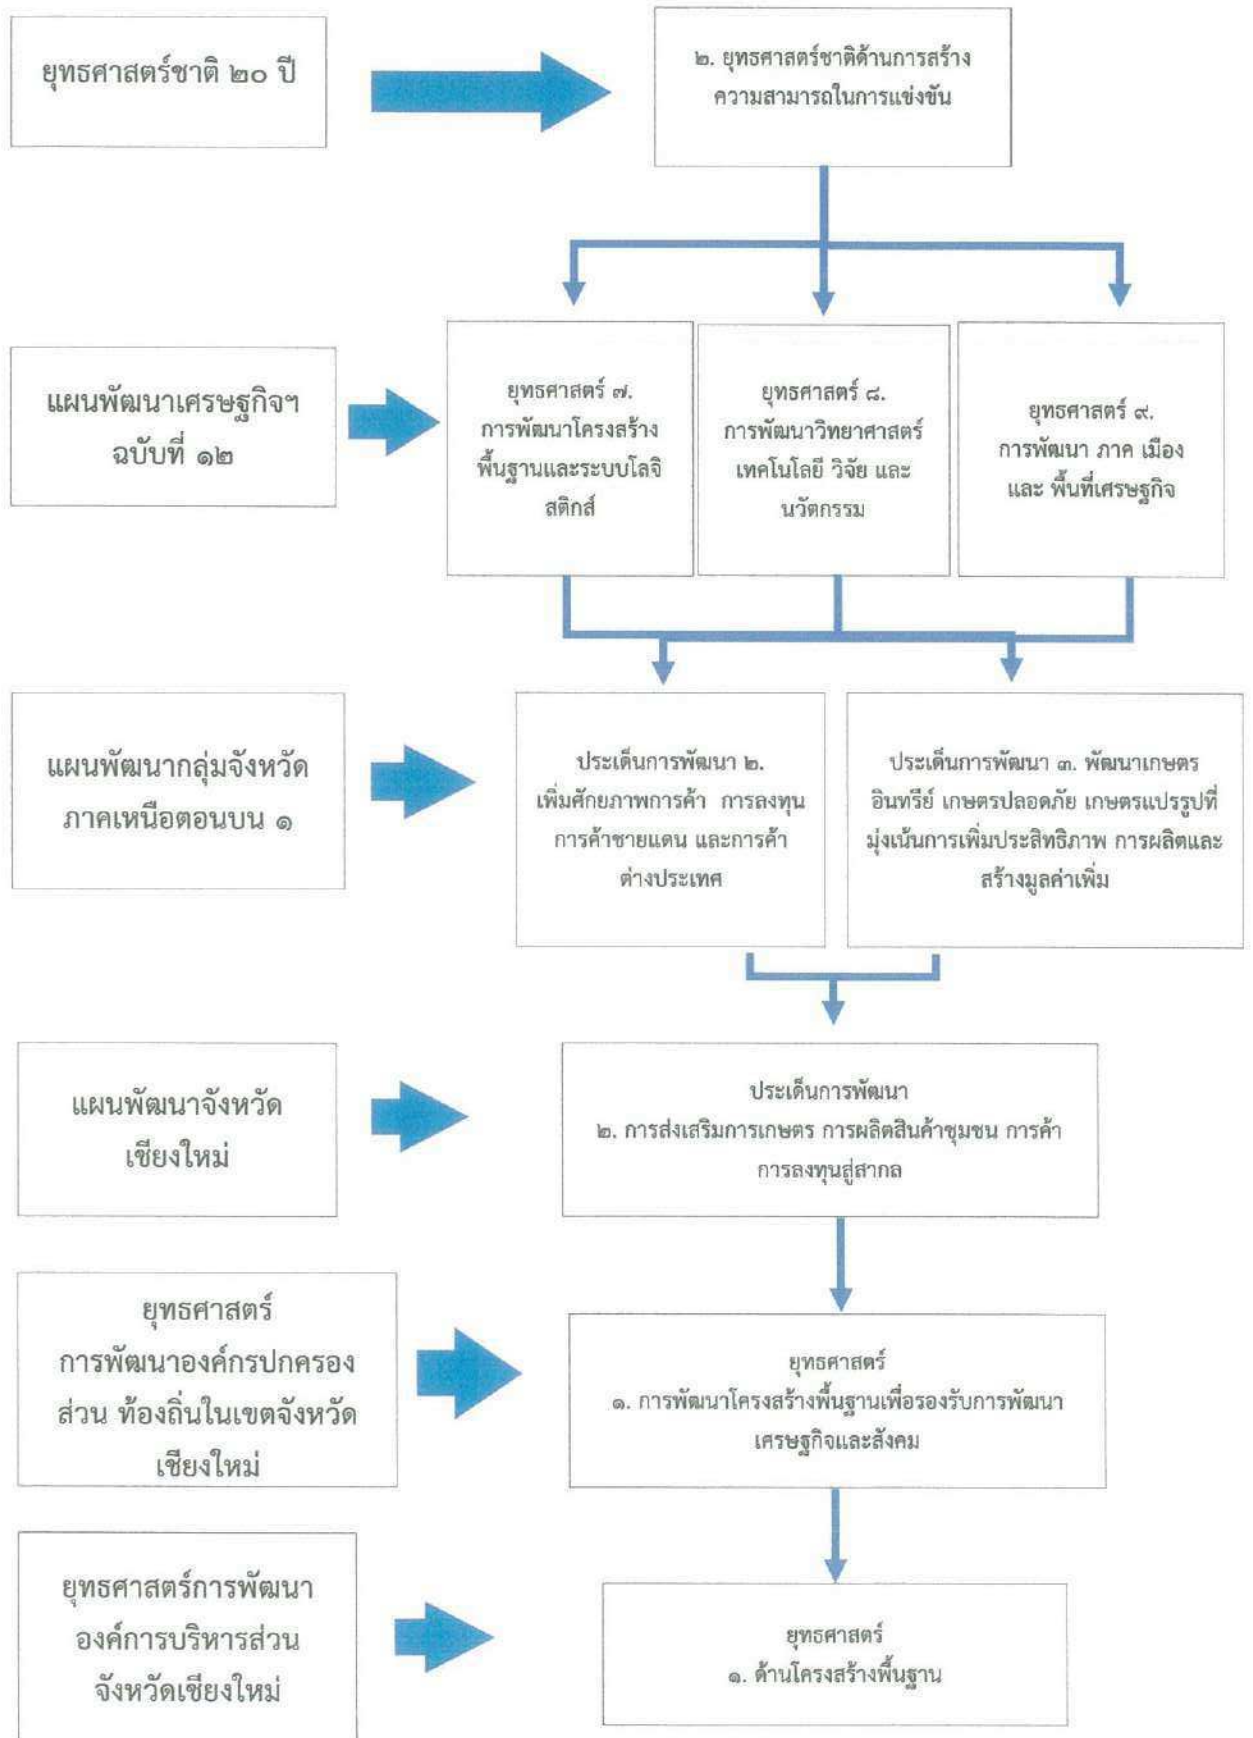 ยุทธศาสตร์ชาติ ๒๐ ปี
๒. ยุทธศาสตร์ชาติด้านการสร้าง
ความสามารถในการแข่งขัน
แผนพัฒนาเศรษฐกิจฯ
ฉบับที่ ๑๒
ยุทธศาสตร์ ๗.
การพัฒนาโครงสร้าง
พื้นฐานและระบบโลจิ
สติกส์
ยุทธศาสตร์ ๘.
การพัฒนาวิทยาศาสตร์
เทคโนโลยี วิจัย และ
นวัตกรรม
ยุทธศาสตร์ ๙.
การพัฒนา ภาค เมือง
และ พื้นที่เศรษฐกิจ
แผนพัฒนากลุ่มจังหวัด
ภาคเหนือตอนบน ๑
ประเด็นการพัฒนา ๒.
เพิ่มศักยภาพการค้า การลงทุน
การค้าชายแดน และการค้า
ต่างประเทศ
ประเด็นการพัฒนา ๓. พัฒนาเกษตร
อินทรีย์ เกษตรปลอดภัย เกษตรแปรรูปที่
มุ่งเน้นการเพิ่มประสิทธิภาพ การผลิตและ
สร้างมูลค่าเพิ่ม
แผนพัฒนาจังหวัด
เชียงใหม่
ประเด็นการพัฒนา
๒. การส่งเสริมการเกษตร การผลิตสินค้าชุมชน การค้า
การลงทุนสู่สากล
ยุทธศาสตร์
การพัฒนาองค์กรปกครอง
ส่วน ท้องถิ่นในเขตจังหวัด
เชียงใหม่
ยุทธศาสตร์
๑. การพัฒนาโครงสร้างพื้นฐานเพื่อรองรับการพัฒนา
เศรษฐกิจและสังคม
ยุทธศาสตร์การพัฒนา
องค์การบริหารส่วน
จังหวัดเชียงใหม่
ยุทธศาสตร์
๑. ด้านโครงสร้างพื้นฐาน